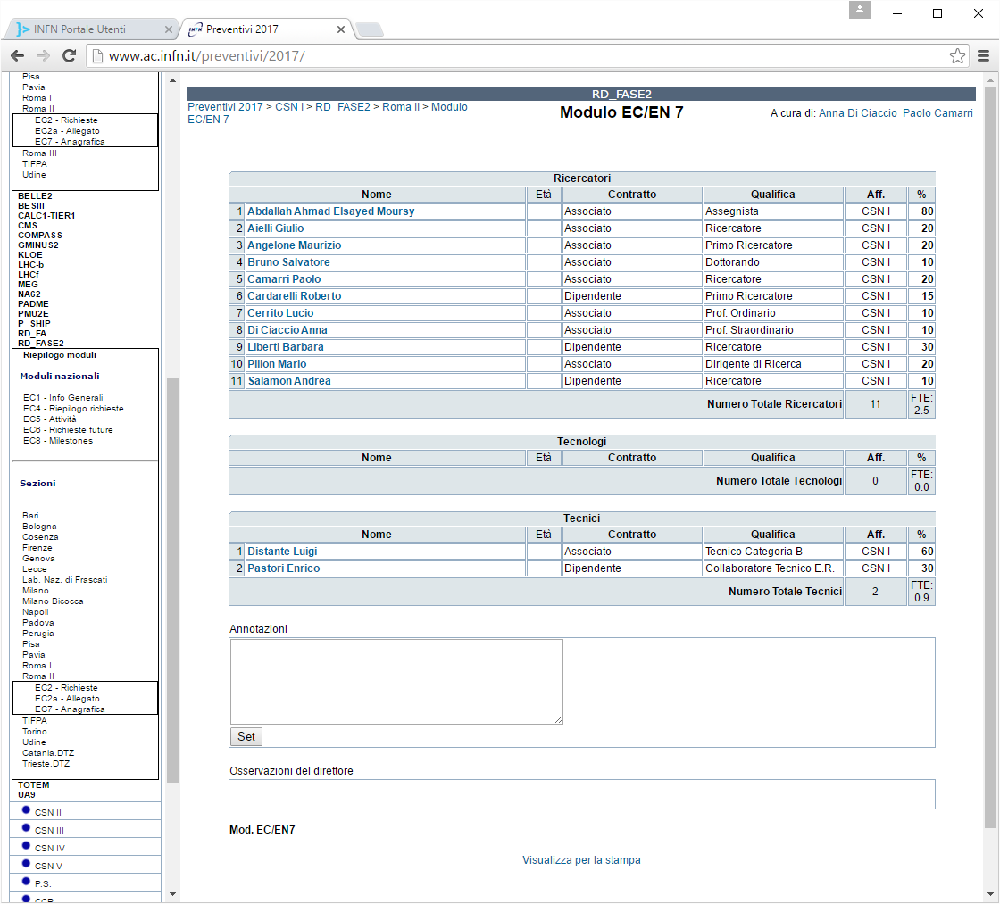 INFN Portale Utenti
Preventivi 2017
www.ac.infn.it/preventivi/2017/
Pisa
Pavia
Roma I
Roma II
EC2 - Richieste
EC2a - Allegato
EC7 - Anagrafica
Roma III
TIFPA
Udine
BELLE2
BESIII
CALC1-TIER1
CMS
COMPASS
GMINUS2
KLOE
LHC-b
LHCf
MEG
NA62
PADME
PMU2E
P_SHIP
RD_FA
RD_FASE2
Riepilogo moduli
Moduli nazionali
EC1 - Info Generali
EC4 - Riepilogo richieste
EC5 - Attività
EC6 - Richieste future
EC8 - Milestones
Sezioni
Bari
Bologna
Cosenza
Firenze
Genova
Lecce
Lab. Naz. di Frascati
Milano
Milano Bicocca
Napoli
Padova
Perugia
Pisa
Pavia
Roma I
Roma II
EC2 - Richieste
EC2a - Allegato
EC7 - Anagrafica
TIFPA
Torino
Udine
Catania.DTZ
Trieste.DTZ
TOTEM
UA9
CSN II
CSN III
CSN IV
CSN V
P.S.
CCR
RD_FASE2
Preventivi 2017 > CSN I > RD_FASE2 > Roma II > Modulo
EC/EN 7
Modulo EC/EN 7
A cura di: Anna Di Ciaccio Paolo Camarri
Ricercatori
Nome Età Contratto Qualifica Aff. %
1 Abdallah Ahmad Elsayed Moursy Associato Assegnista CSN I 80
2 Aielli Giulio Associato Ricercatore CSN I 20
3 Angelone Maurizio Associato Primo Ricercatore CSN I 20
4 Bruno Salvatore Associato Dottorando CSN I 10
5 Camarri Paolo Associato Ricercatore CSN I 20
6 Cardarelli Roberto Dipendente Primo Ricercatore CSN I 15
7 Cerrito Lucio Associato Prof. Ordinario CSN I 10
8 Di Ciaccio Anna Associato Prof. Straordinario CSN I 10
9 Liberti Barbara Dipendente Ricercatore CSN I 30
10 Pillon Mario Associato Dirigente di Ricerca CSN I 20
11 Salamon Andrea Dipendente Ricercatore CSN I 10
Numero Totale Ricercatori 11 FTE:
2.5
Tecnologi
Nome Età Contratto Qualifica Aff. %
Numero Totale Tecnologi 0 FTE:
0.0
Tecnici
Nome Età Contratto Qualifica Aff. %
1 Distante Luigi Associato Tecnico Categoria B CSN I 60
2 Pastori Enrico Dipendente Collaboratore Tecnico E.R. CSN I 30
Numero Totale Tecnici 2 FTE:
0.9
Annotazioni
Set
Osservazioni del direttore
Mod. EC/EN7
Visualizza per la stampa